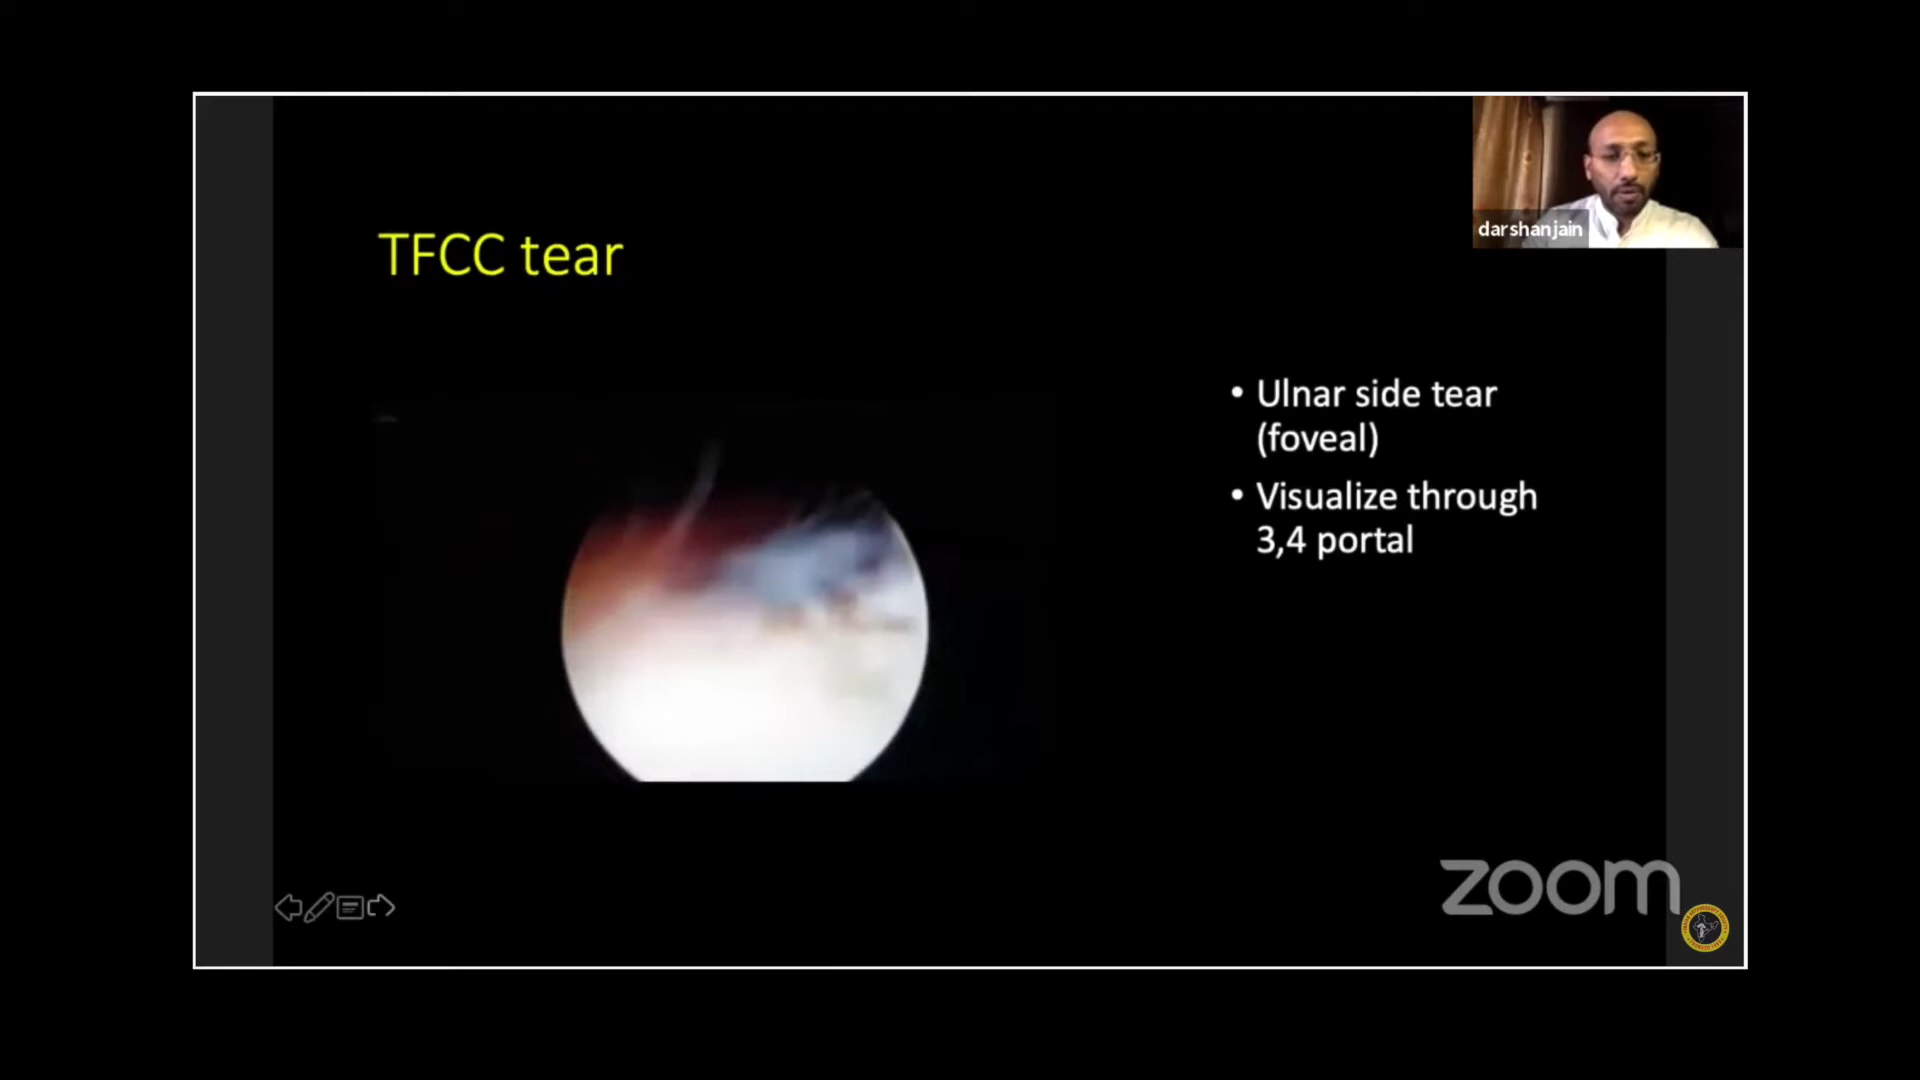 darshanjain
TFCC tear
• Ulnar side tear
(foveal)
• Visualize through
3,4 portal
zoom